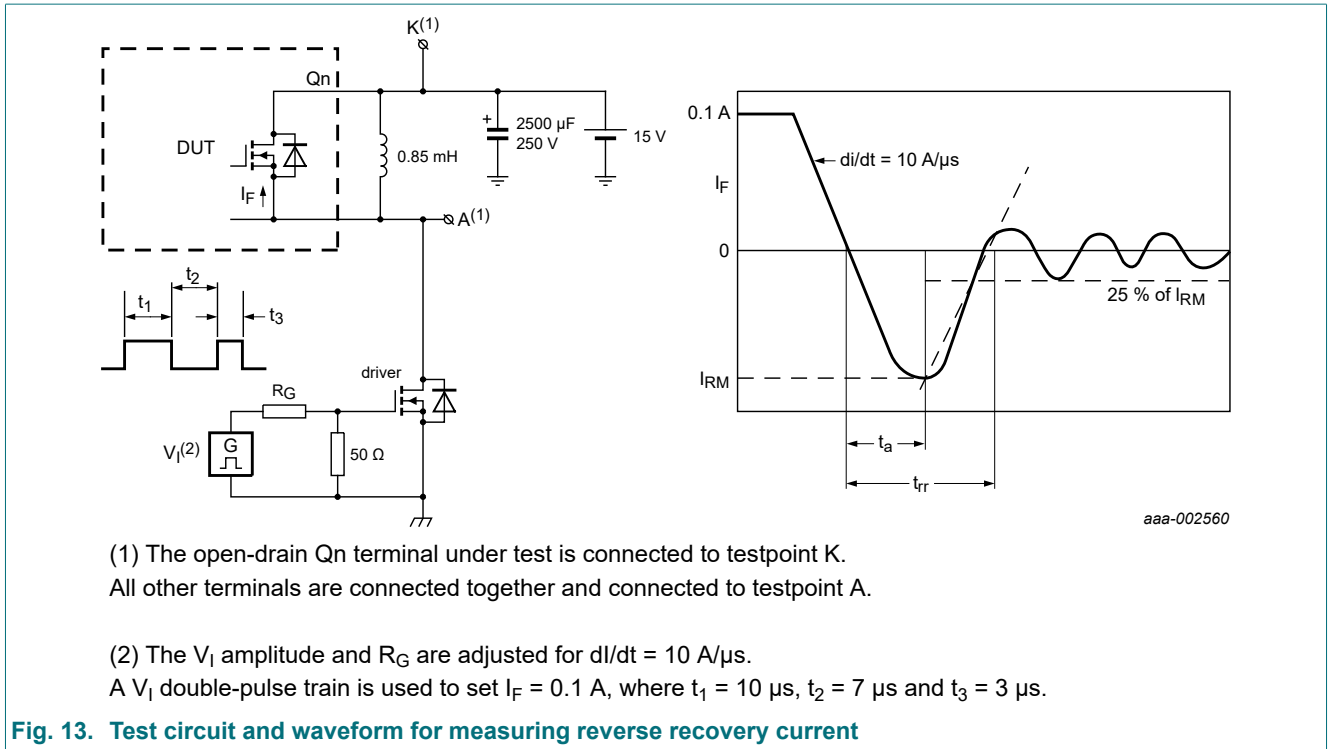 K(1)
Qn
DUT
IF
0.85 mH
+
2500 µF
250 V
15 V
A(1)
t1
t2
t3
driver
RG
VI(2)
G
50 Ω
0.1 A
di/dt = 10 A/µs
IF
0
25 % of IRM
IRM
ta
trr
aaa-002560
(1) The open-drain Qn terminal under test is connected to testpoint K.
All other terminals are connected together and connected to testpoint A.
(2) The VI amplitude and RG are adjusted for dI/dt = 10 A/µs.
A VI double-pulse train is used to set IF = 0.1 A, where t1 = 10 µs, t2 = 7 µs and t3 = 3 µs.
Fig. 13. Test circuit and waveform for measuring reverse recovery current